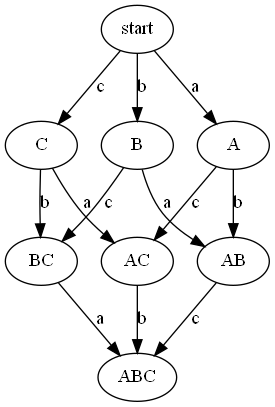 start
c b a
C B A
b a c a c b
BC AC AB
a b c
ABC